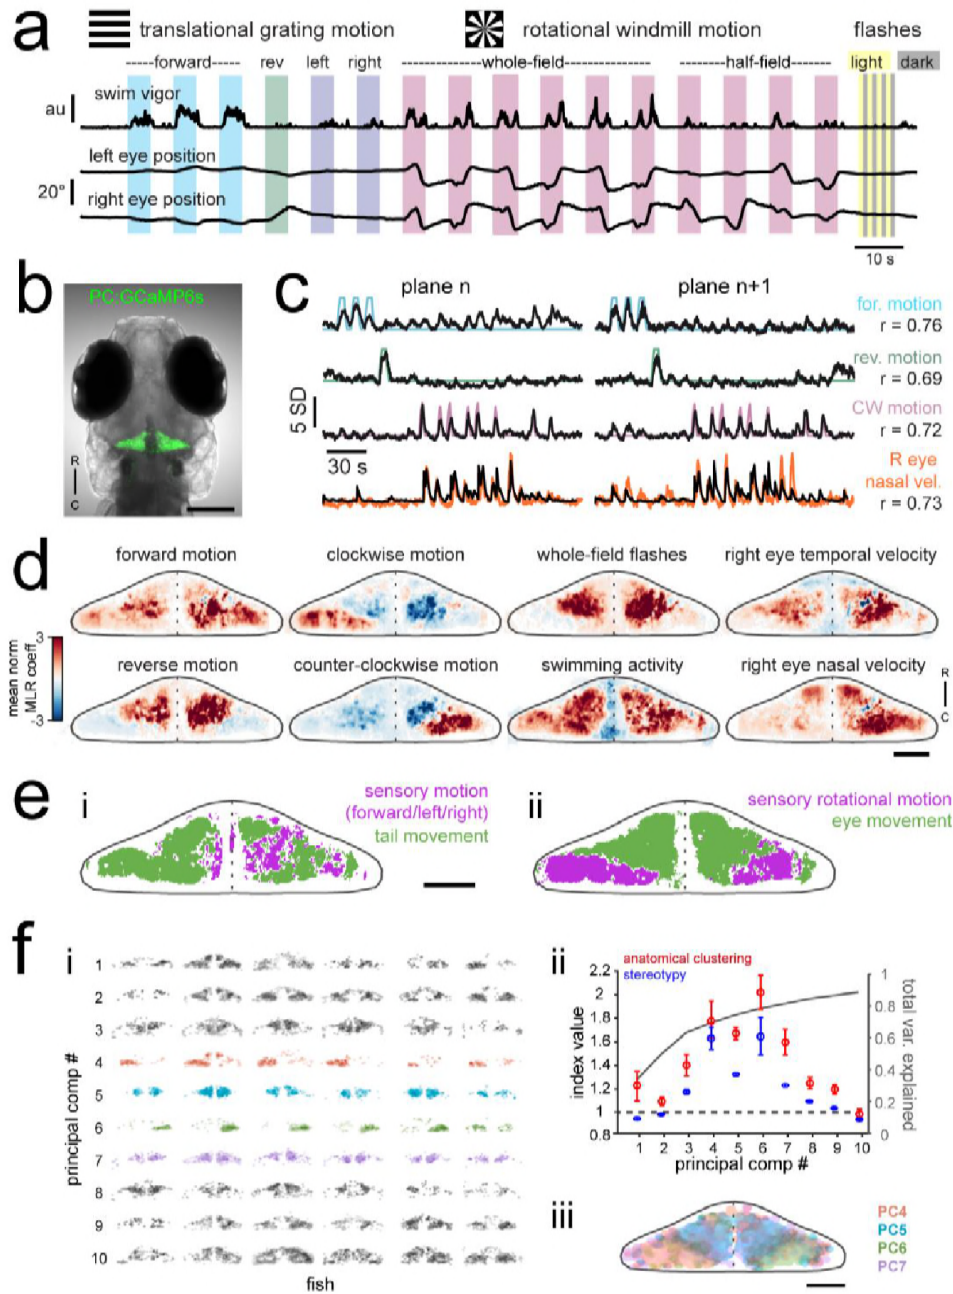 a
translational grating motion
rotational windmill motion
flashes
------forward-----
rev
left
right
whole-field
half-field
light
dark
swim vigor
au
left eye position
20°
right eye position
10 s
b
PC:GCaMP6s
R
C
c
plane n
plane n+1
for. motion
r = 0.76
rev. motion
r = 0.69
5 SD
CW motion
r = 0.72
30 s
R eye
nasal vel.
r = 0.73
d
forward motion
clockwise motion
whole-field flashes
right eye temporal velocity
mean norm
MLR coeff.
3
-3
reverse motion
counter-clockwise motion
swimming activity
right eye nasal velocity
R
C
e
i
sensory motion
(forward/left/right)
tail movement
ii
sensory rotational motion
eye movement
f
i
principal comp #
1
2
3
4
5
6
7
8
9
10
fish
ii
anatomical clustering
stereotypy
index value
2.2
2
1.8
1.6
1.4
1.2
1
0.8
1
0.8
0.6
0.4
0.2
0
total var. explained
1 2 3 4 5 6 7 8 9 10
principal comp #
iii
PC4
PC5
PC6
PC7